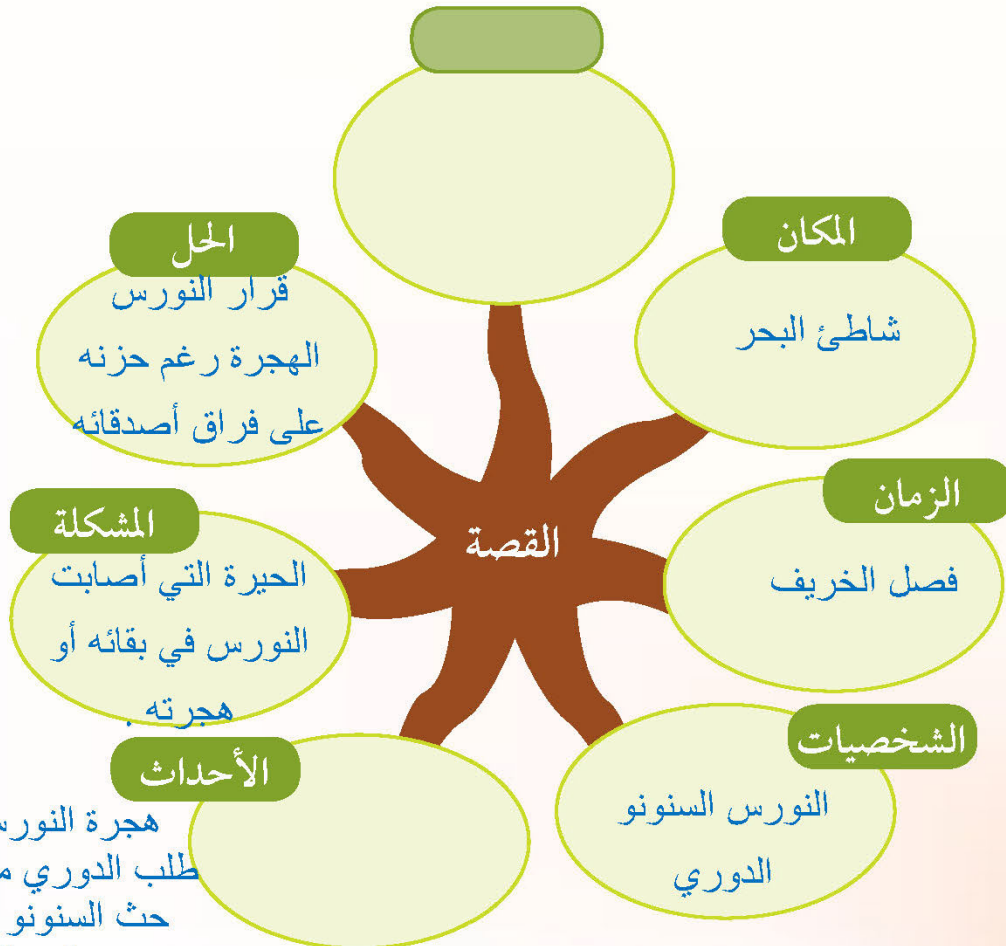 المكان
شاطئ البحر
الزمان
فصل الخريف
الشخصيات
النورس السنونو
الدوري
القصة
الحل
قرار النورس
الهجرة رغم حزنه
على فراق أصدقائه
المشكلة
الحيرة التي أصابت
النورس في بقائه أو
هجرته .
الأحداث
هجرة
طلب الدوري
حث السنونو